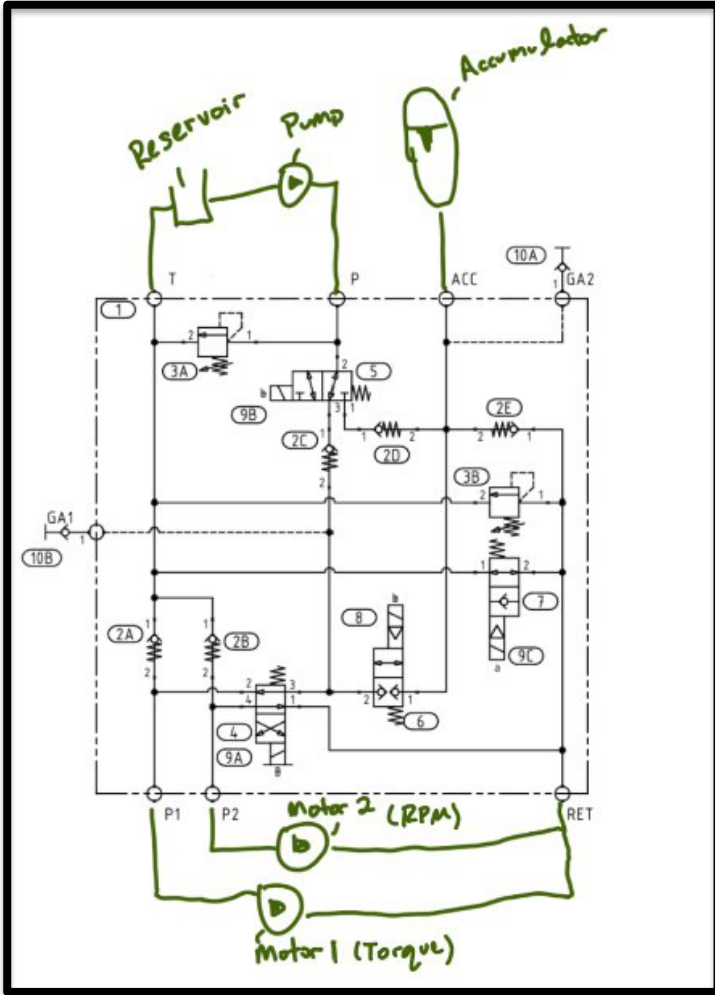 Accumulator
Reservoir
Pump
10A
T
P
ACC
1
GA2
1
2
1
3A
2
5
b
9B
3
1
2E
2C
1
1
2
2
1
2D
2
3B
2
1
GA1
1
10B
1
2
b
8
7
1
1
2A
2B
9C
a
2
2
2
3
4
1
2
1
6
4
9A
a
P1
P2
Motor 2 (RPM)
RET
Motor 1 (Torque)